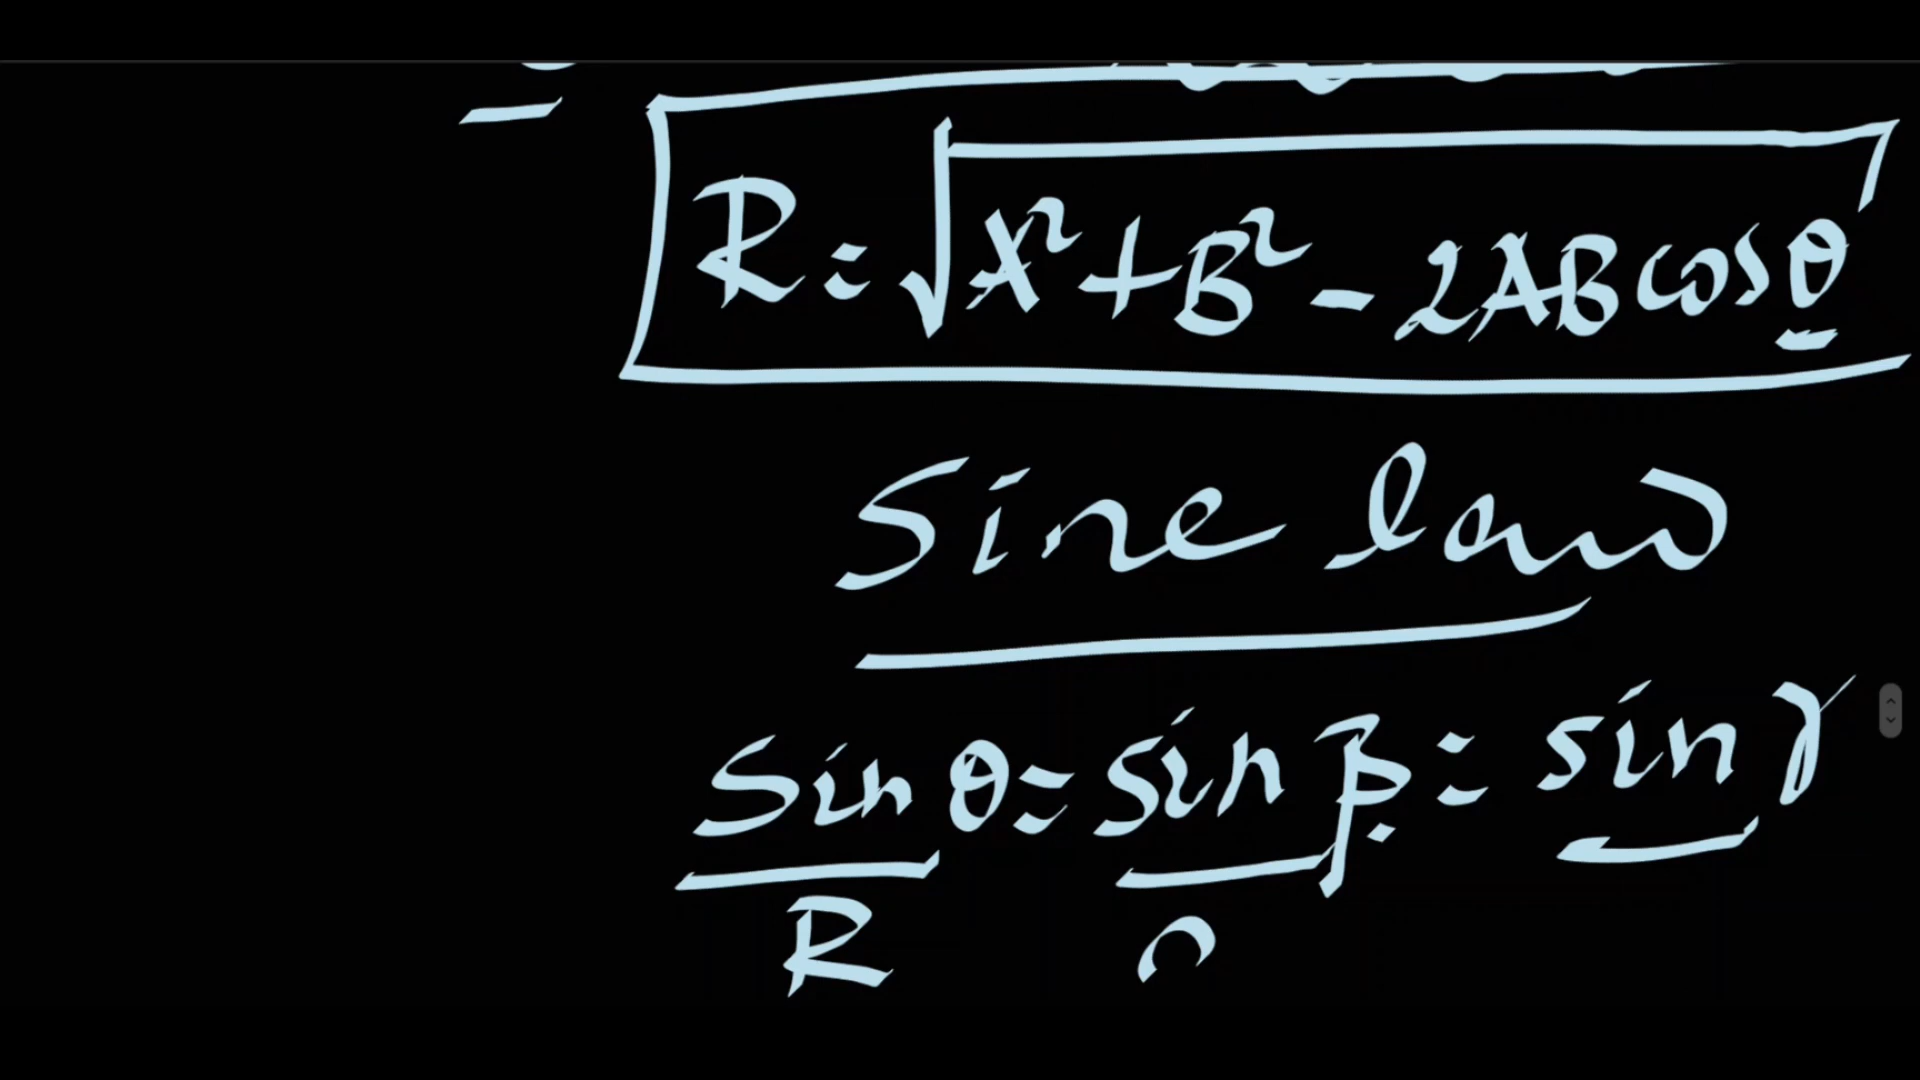 R = √A² + B² - 2AB cos θ
Sine law
Sin θ = sin β = sin γ
R